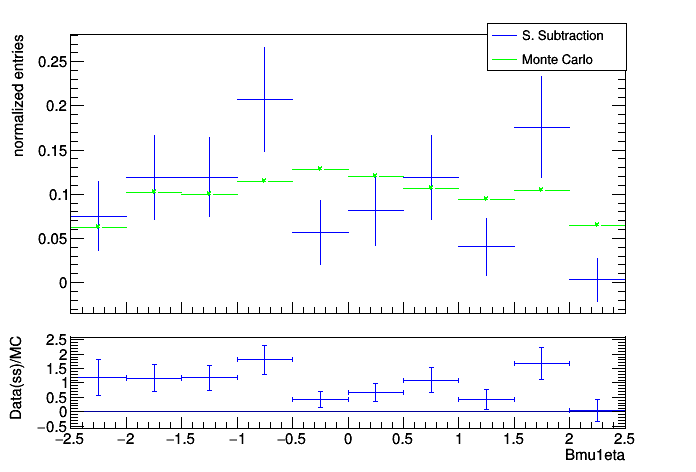 S. Subtraction
Monte Carlo
normalized entries
0.25
0.2
0.15
0.1
0.05
0
Data(ss)/MC
2.5
2
1.5
1
0.5
0
−0.5
−2.5 −2 −1.5 −1 −0.5 0 0.5 1 1.5 2 2.5
Bmu1eta